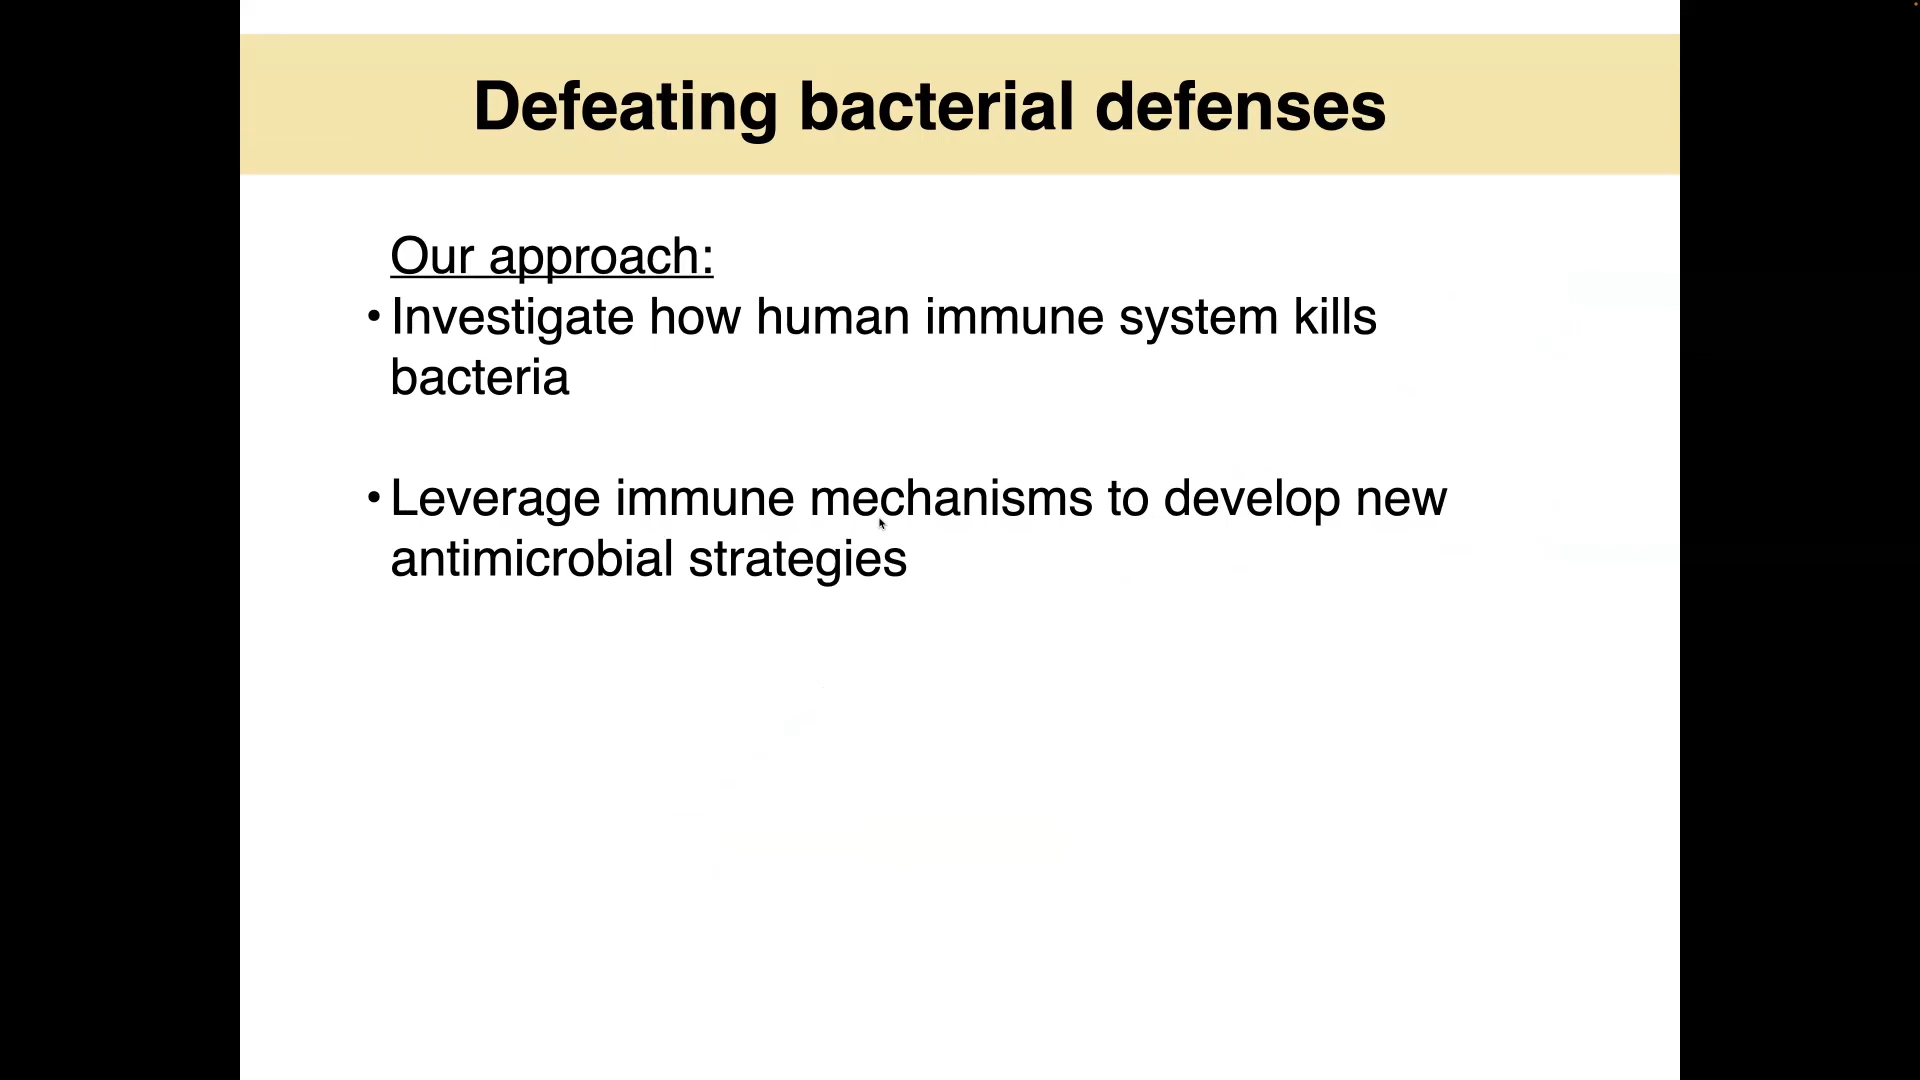 Defeating bacterial defenses
Our approach:
• Investigate how human immune system kills
bacteria
• Leverage immune mechanisms to develop new
antimicrobial strategies